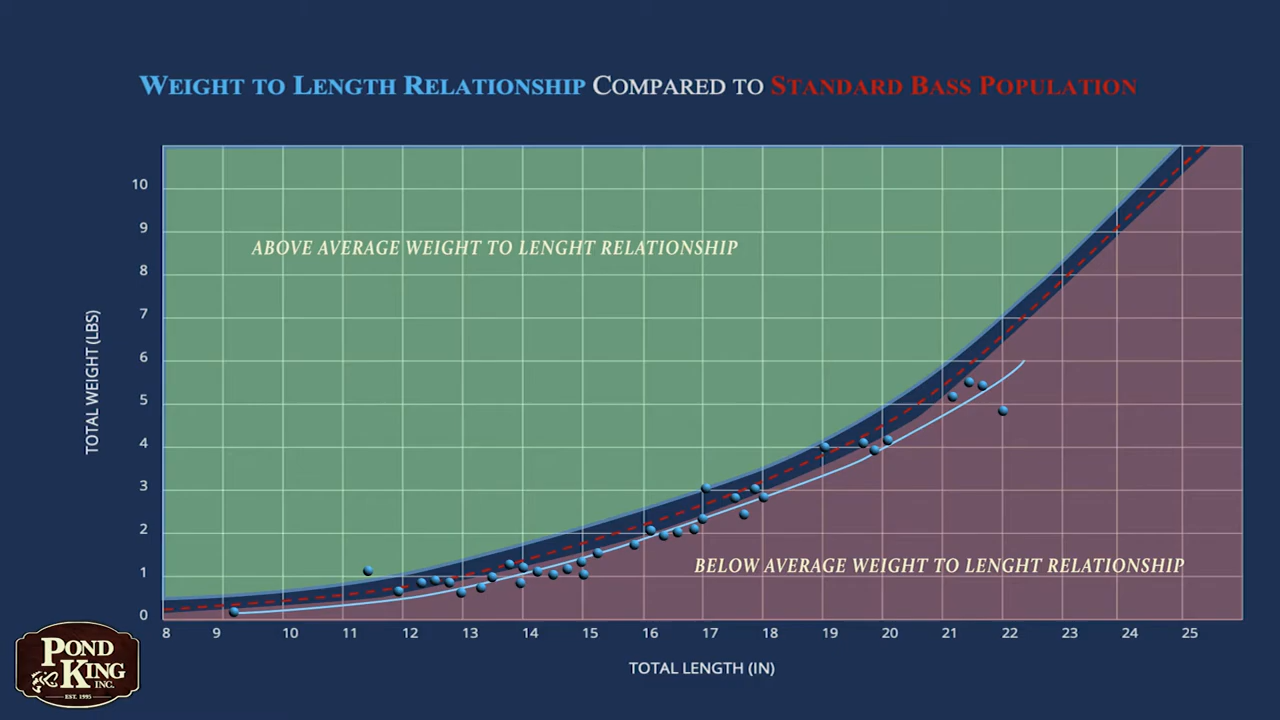 WEIGHT TO LENGTH RELATIONSHIP COMPARED TO STANDARD BASS POPULATION
10
9
8
7
6
5
4
3
2
1
0
TOTAL WEIGHT (LBS)
ABOVE AVERAGE WEIGHT TO LENGHT RELATIONSHIP
BELOW AVERAGE WEIGHT TO LENGHT RELATIONSHIP
8 9 10 11 12 13 14 15 16 17 18 19 20 21 22 23 24 25
TOTAL LENGTH (IN)
POND
KING
INC.
EST. 1995